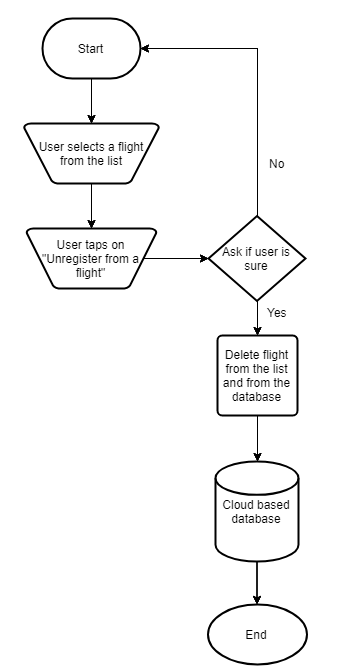 Start
User selects a flight
from the list
No
User taps on
"Unregister from a
flight"
Ask if user is
sure
Yes
Delete flight
from the list
and from the
database
Cloud based
database
End